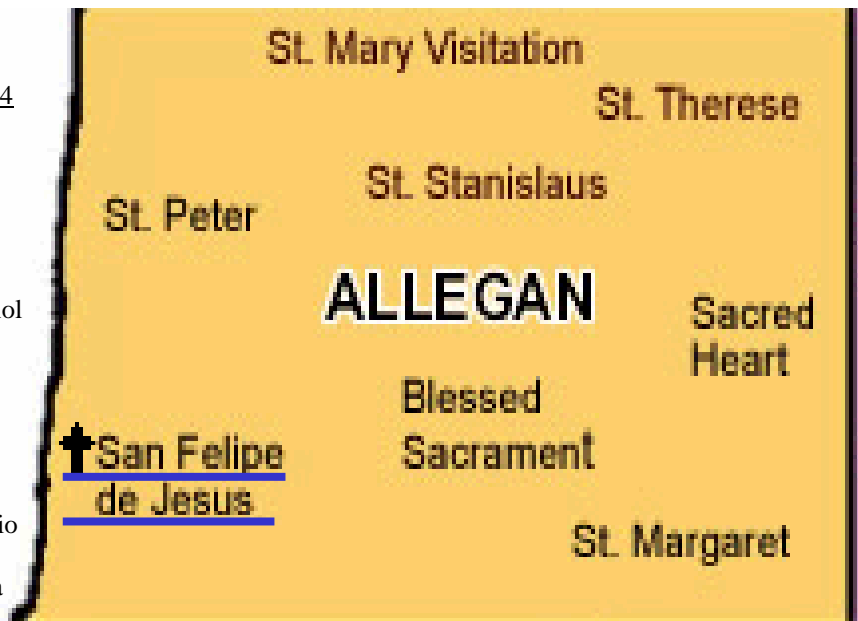 St. Mary Visitation
4
St. Therese
St. Stanislaus
St. Peter
ALLEGAN
Sacred
Heart
Blessed
Sacrament
San Felipe
de Jesus
St. Margaret